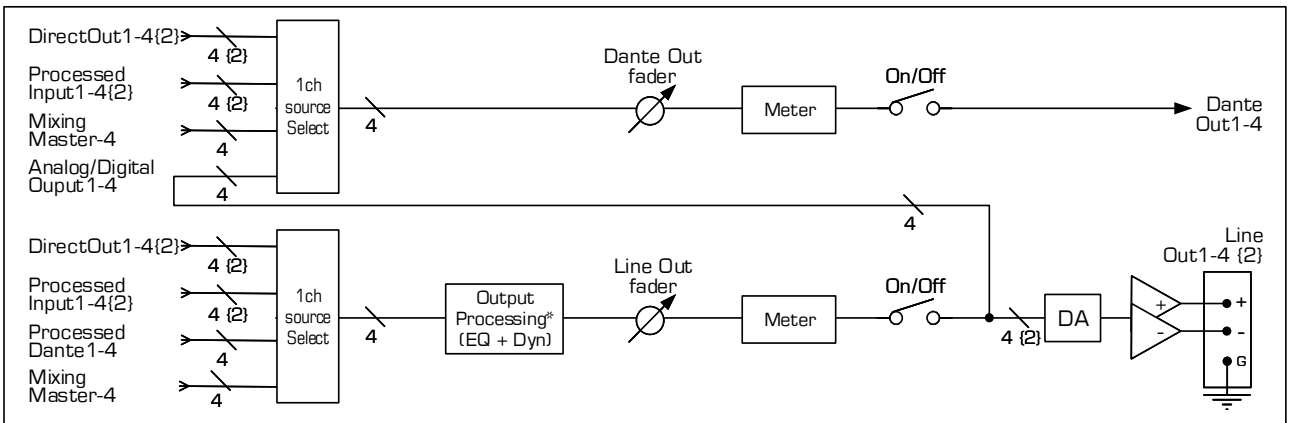 DirectOut1-4{2}
4 {2}
Processed
Input1-4{2}
4 {2}
Mixing
Master-4
4
Analog/Digital
Ouput1-4
4
1ch
source
Select
4
Dante Out
fader
Meter
On/Off
Dante
Out1-4
4
DirectOut1-4{2}
4 {2}
Processed
Input1-4{2}
4 {2}
Processed
Dante1-4
4
Mixing
Master-4
4
1ch
source
Select
4
Output
Processing*
(EQ + Dyn)
Line Out
fader
Meter
On/Off
4 {2}
DA
+
-
Line
Out1-4 {2}
+
-
G